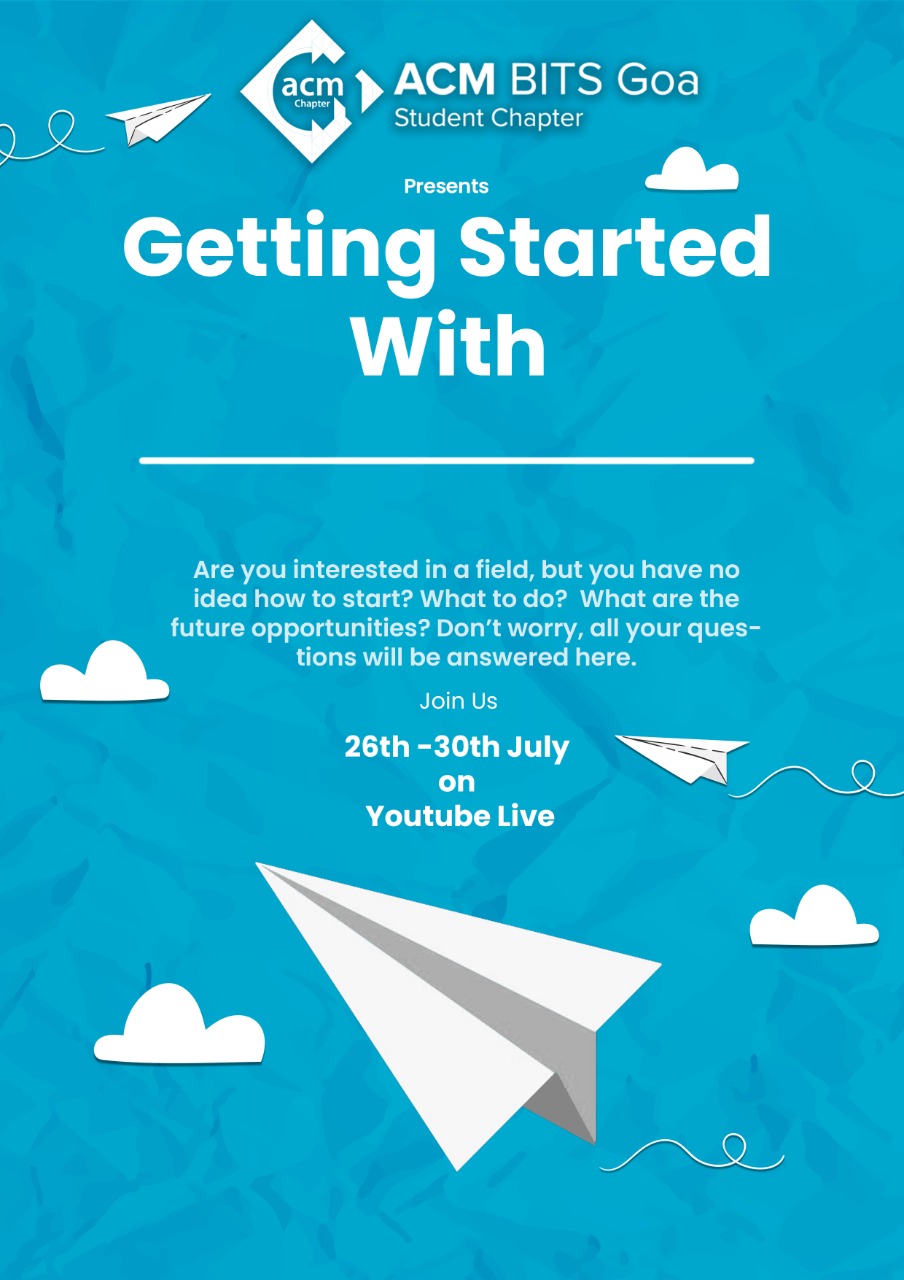 acm
Chapter
ACM BITS Goa
Student Chapter
Presents
Getting Started
With
Are you interested in a field, but you have no
idea how to start? What to do?  What are the
future opportunities? Don’t worry, all your ques-
tions will be answered here.
Join Us
26th -30th July
on
Youtube Live